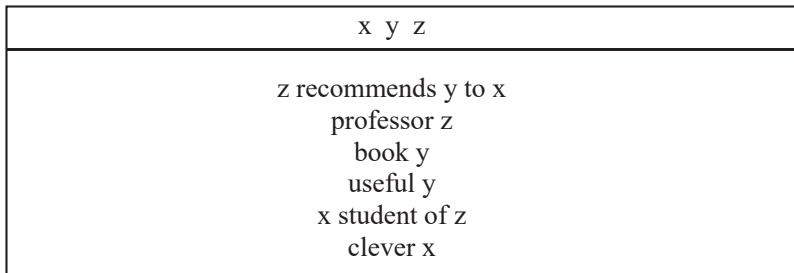 x y z
z recommends y to x
professor z
book y
useful y
x student of z
clever x